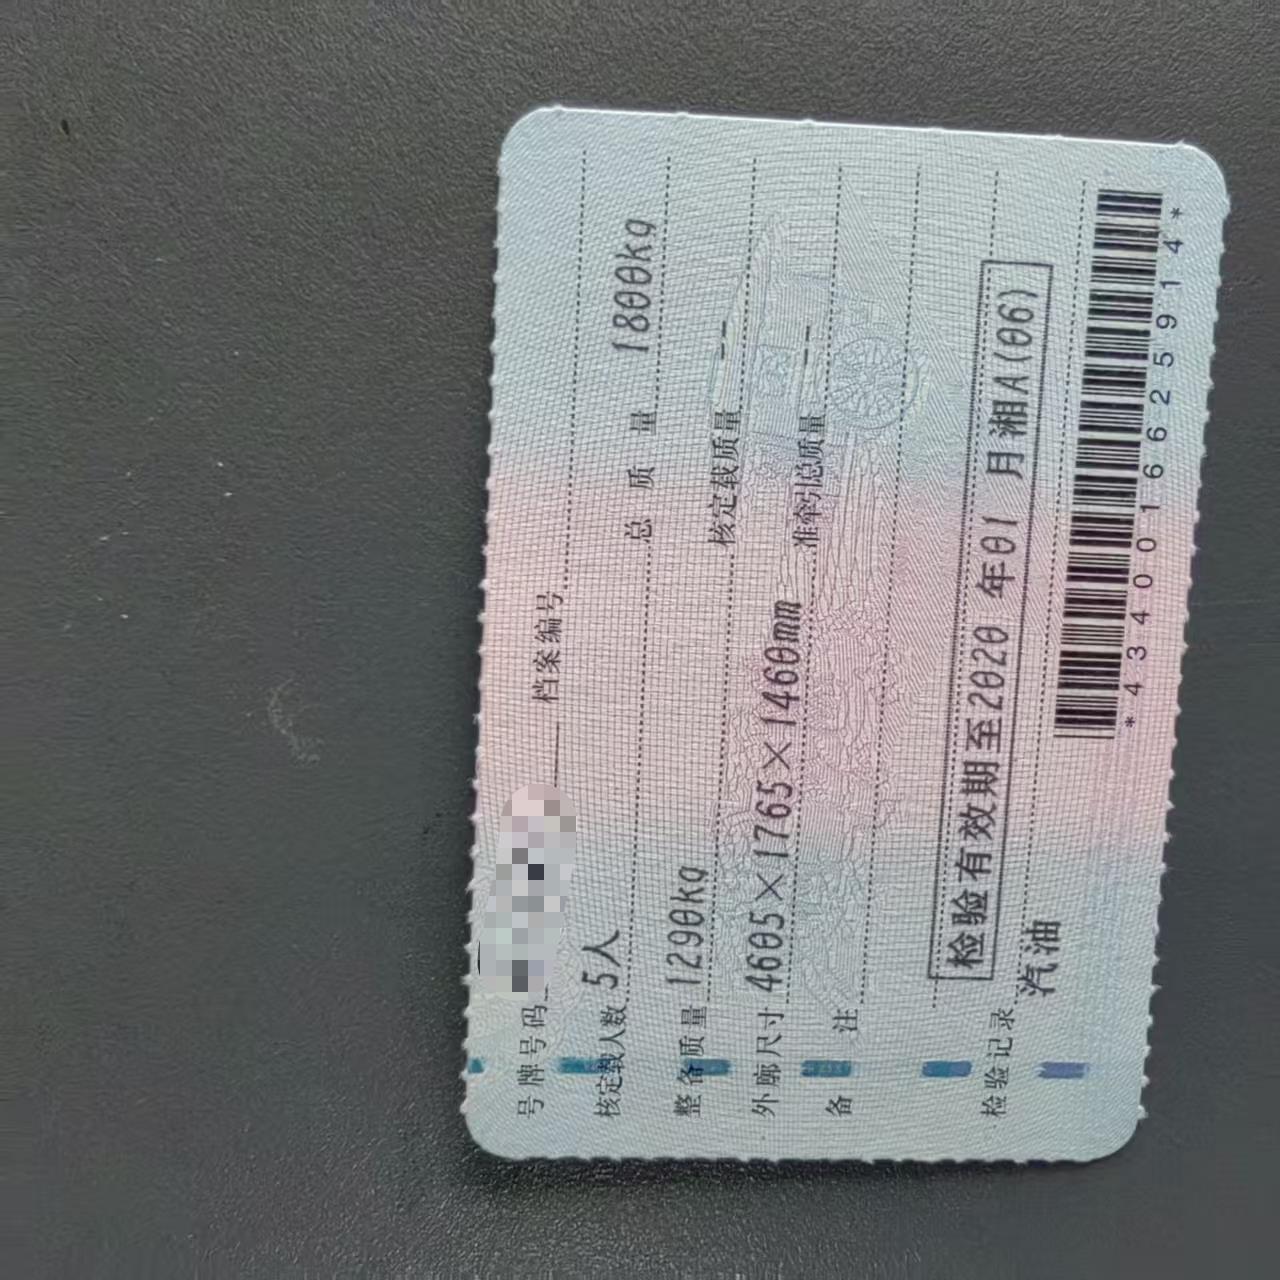 号牌号码 档案编号
核定载人数 5人 总质量 1800kg
整备质量 1290kg 核定载质量 --
外廓尺寸 4605×1765×1460mm 准牵引总质量 --
备注
检验有效期至2020年01月湘A(06)
检验记录
汽油
*4340016625914*